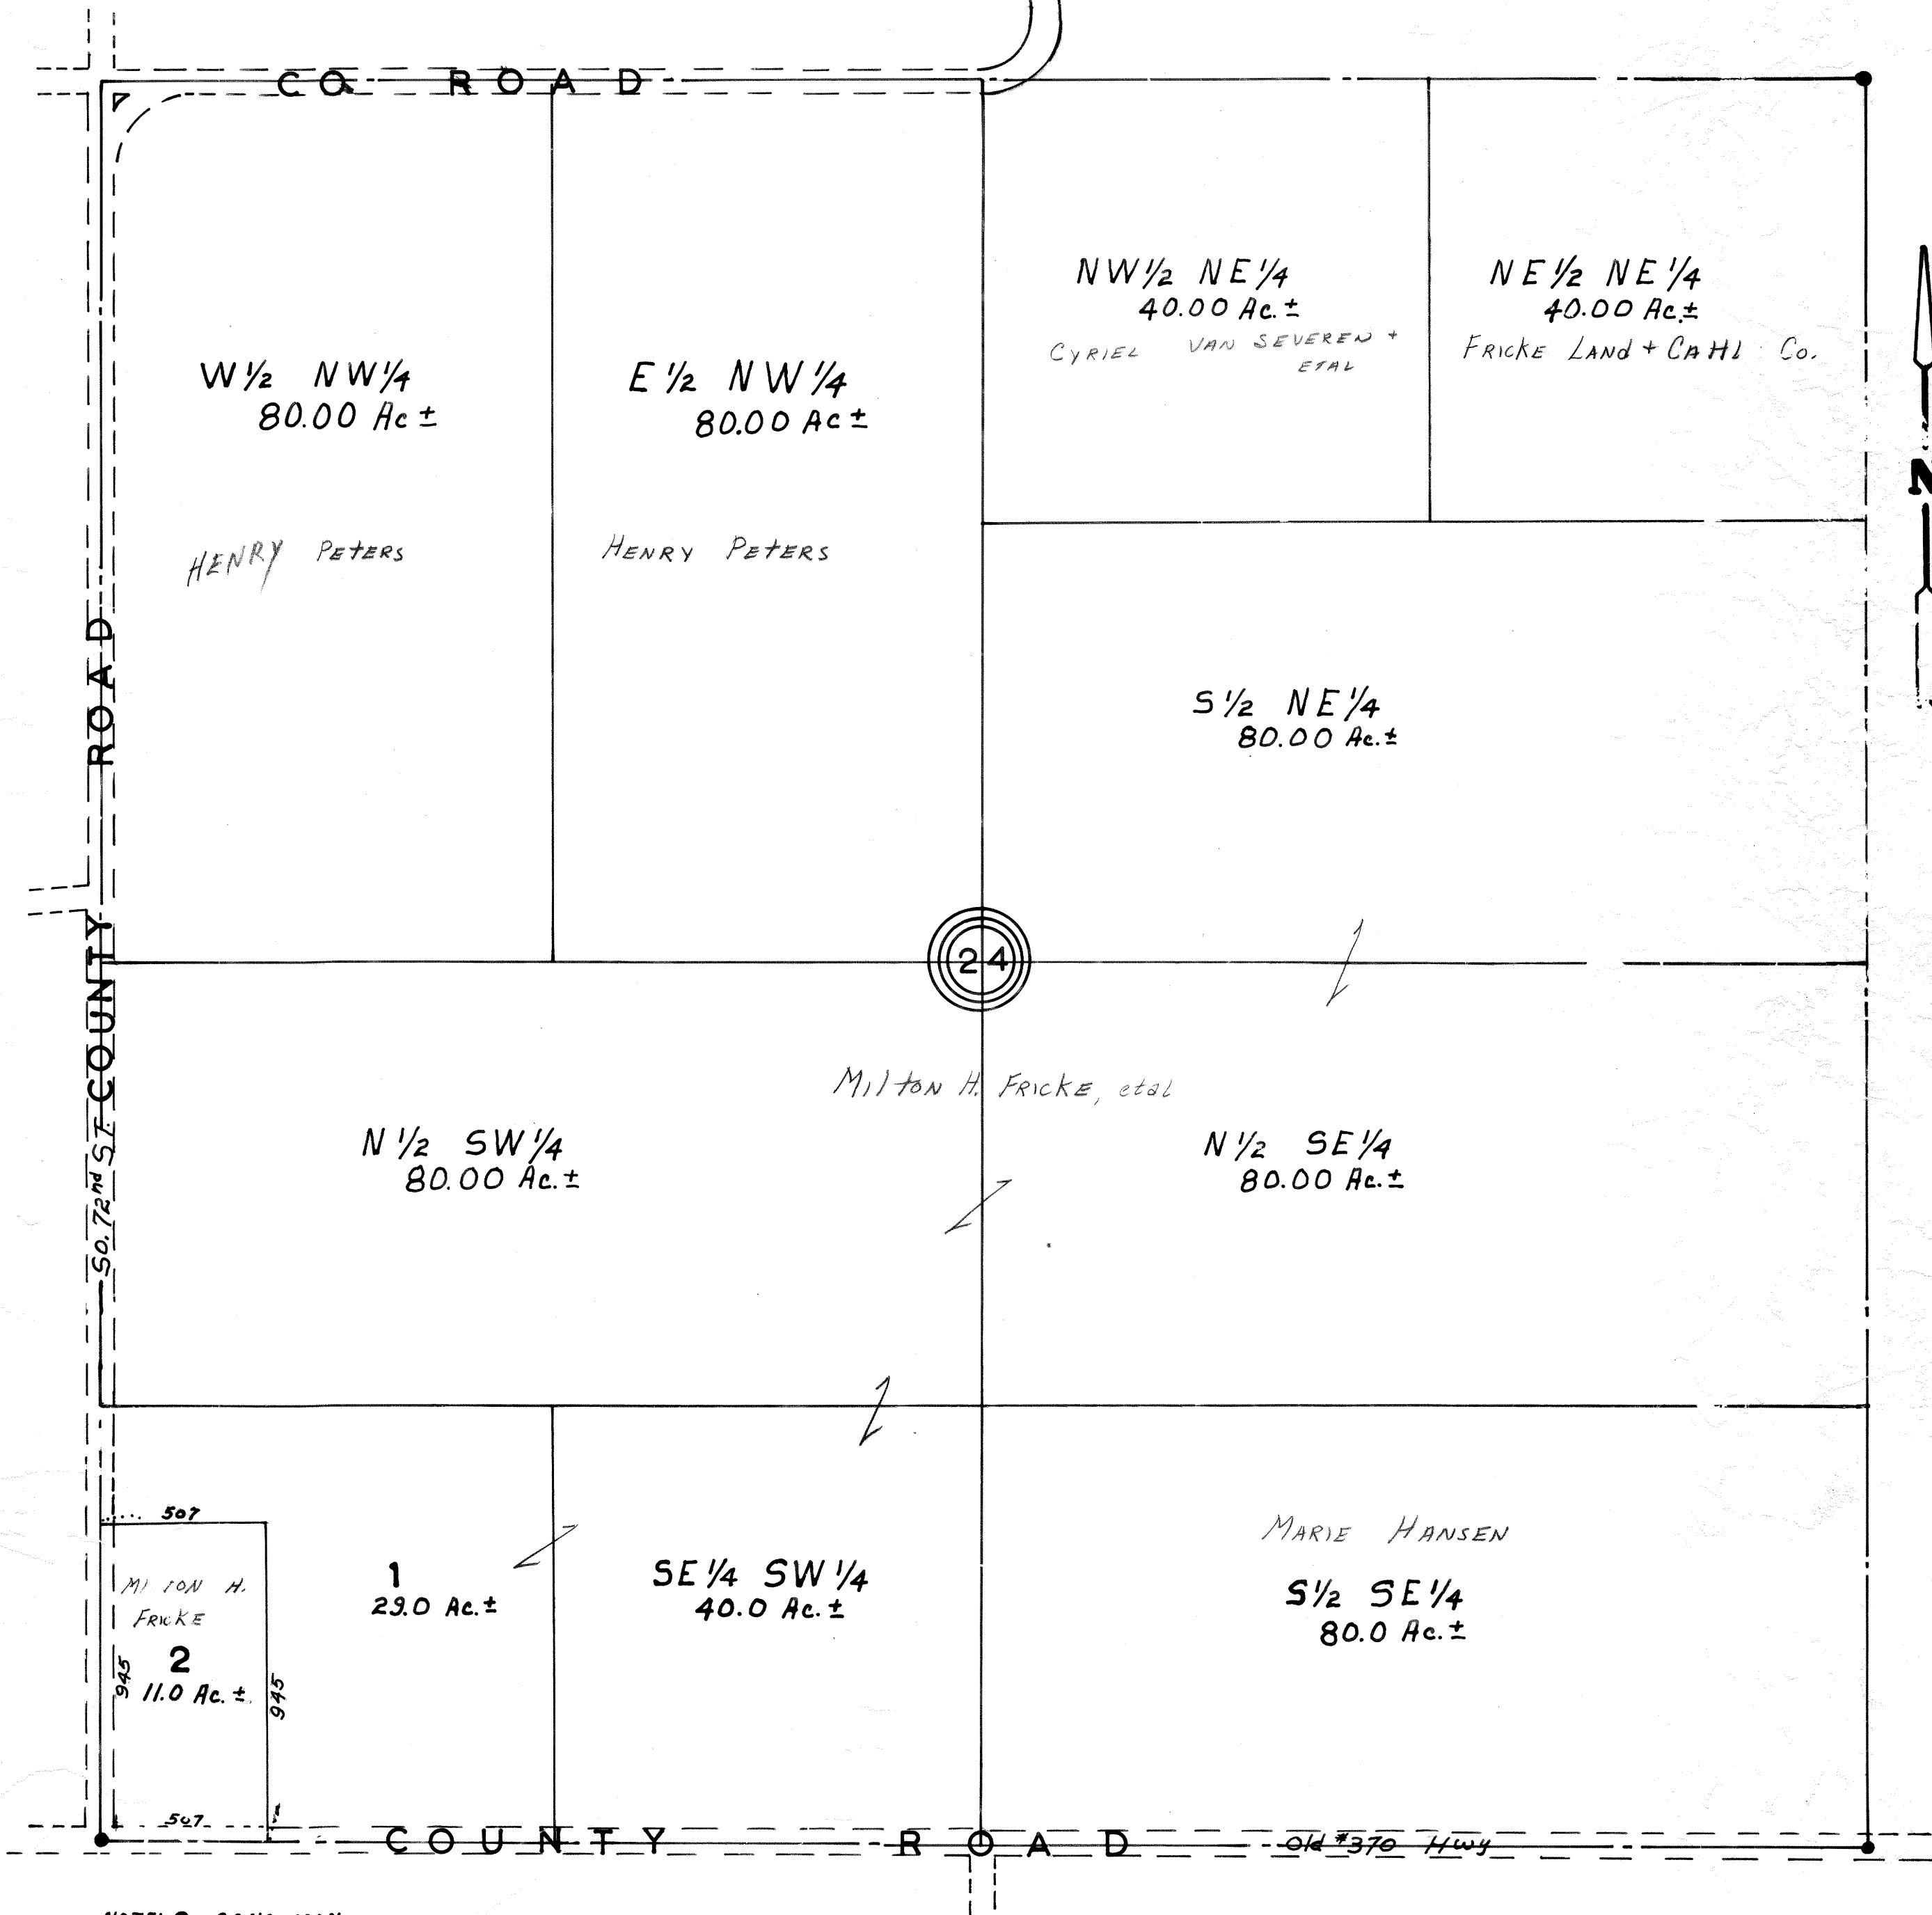 CO. ROAD
NW½ NE¼
40.00 Ac.±
CYRIEL VAN SEVEREN +
ETAL
NE½ NE¼
40.00 Ac.±
FRICKE LAND + CAHL Co.
W½ NW¼
80.00 Ac ±
E½ NW¼
80.00 Ac ±
N
HENRY PETERS
HENRY PETERS
S½ NE¼
80.00 Ac.±
SO. 72nd ST. COUNTY ROAD
24
MILTON H. FRICKE, etal
N½ SW¼
80.00 Ac.±
N½ SE¼
80.00 Ac.±
507
MARIE HANSEN
S½ SE¼
80.0 Ac.±
1
29.0 Ac.±
SE¼ SW¼
40.0 Ac.±
MI TON H.
FRICKE
2
11.0 Ac.±
945
945
507
COUNTY ROAD
Old #370 Hwy